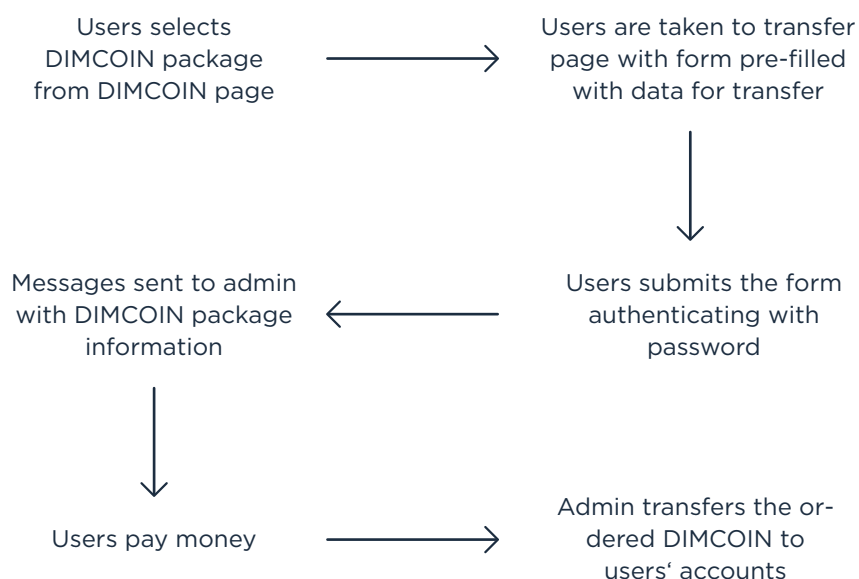 Users selects
DIMCOIN package
from DIMCOIN page
Users are taken to transfer
page with form pre-filled
with data for transfer
Users submits the form
authenticating with
password
Messages sent to admin
with DIMCOIN package
information
Users pay money
Admin transfers the or-
dered DIMCOIN to
users‘ accounts